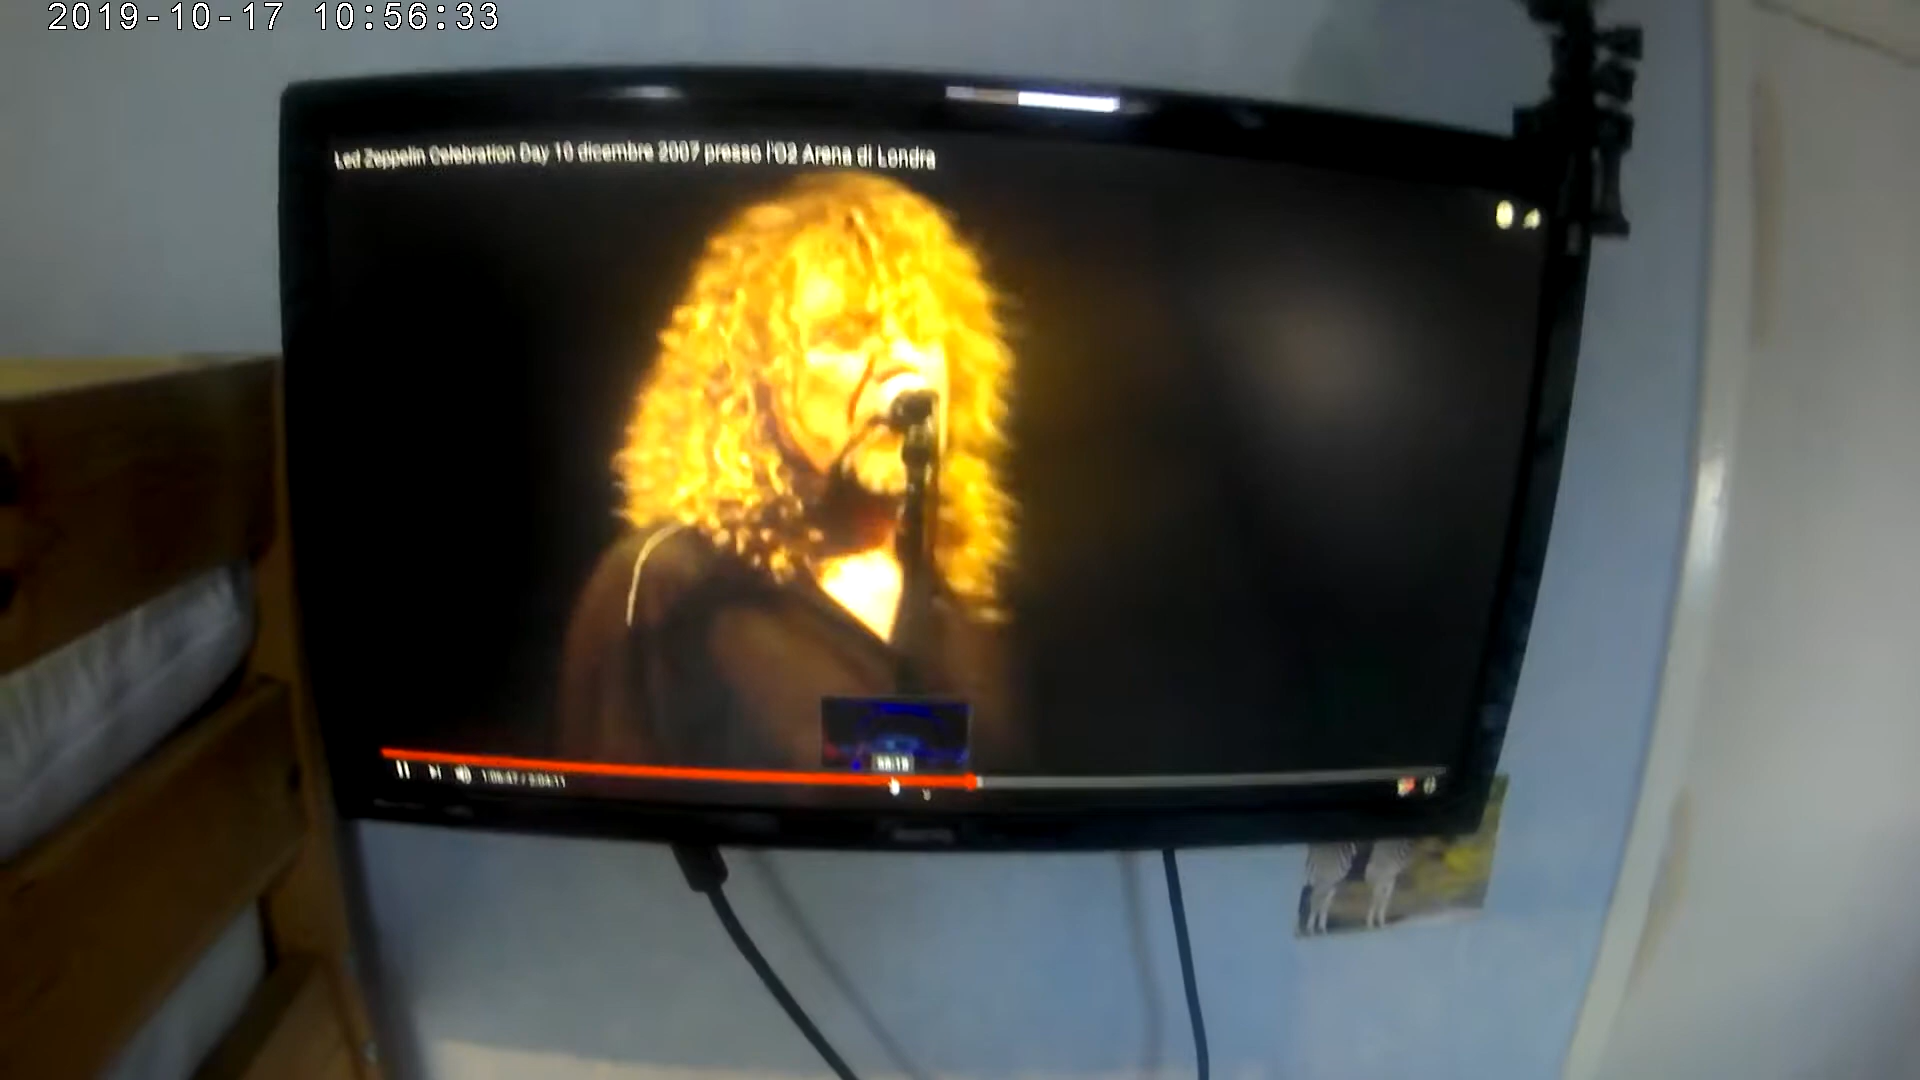 2019-10-17 10:56:33
Led Zeppelin Celebration Day 10 dicembre 2007 presso l'O2 Arena di Londra